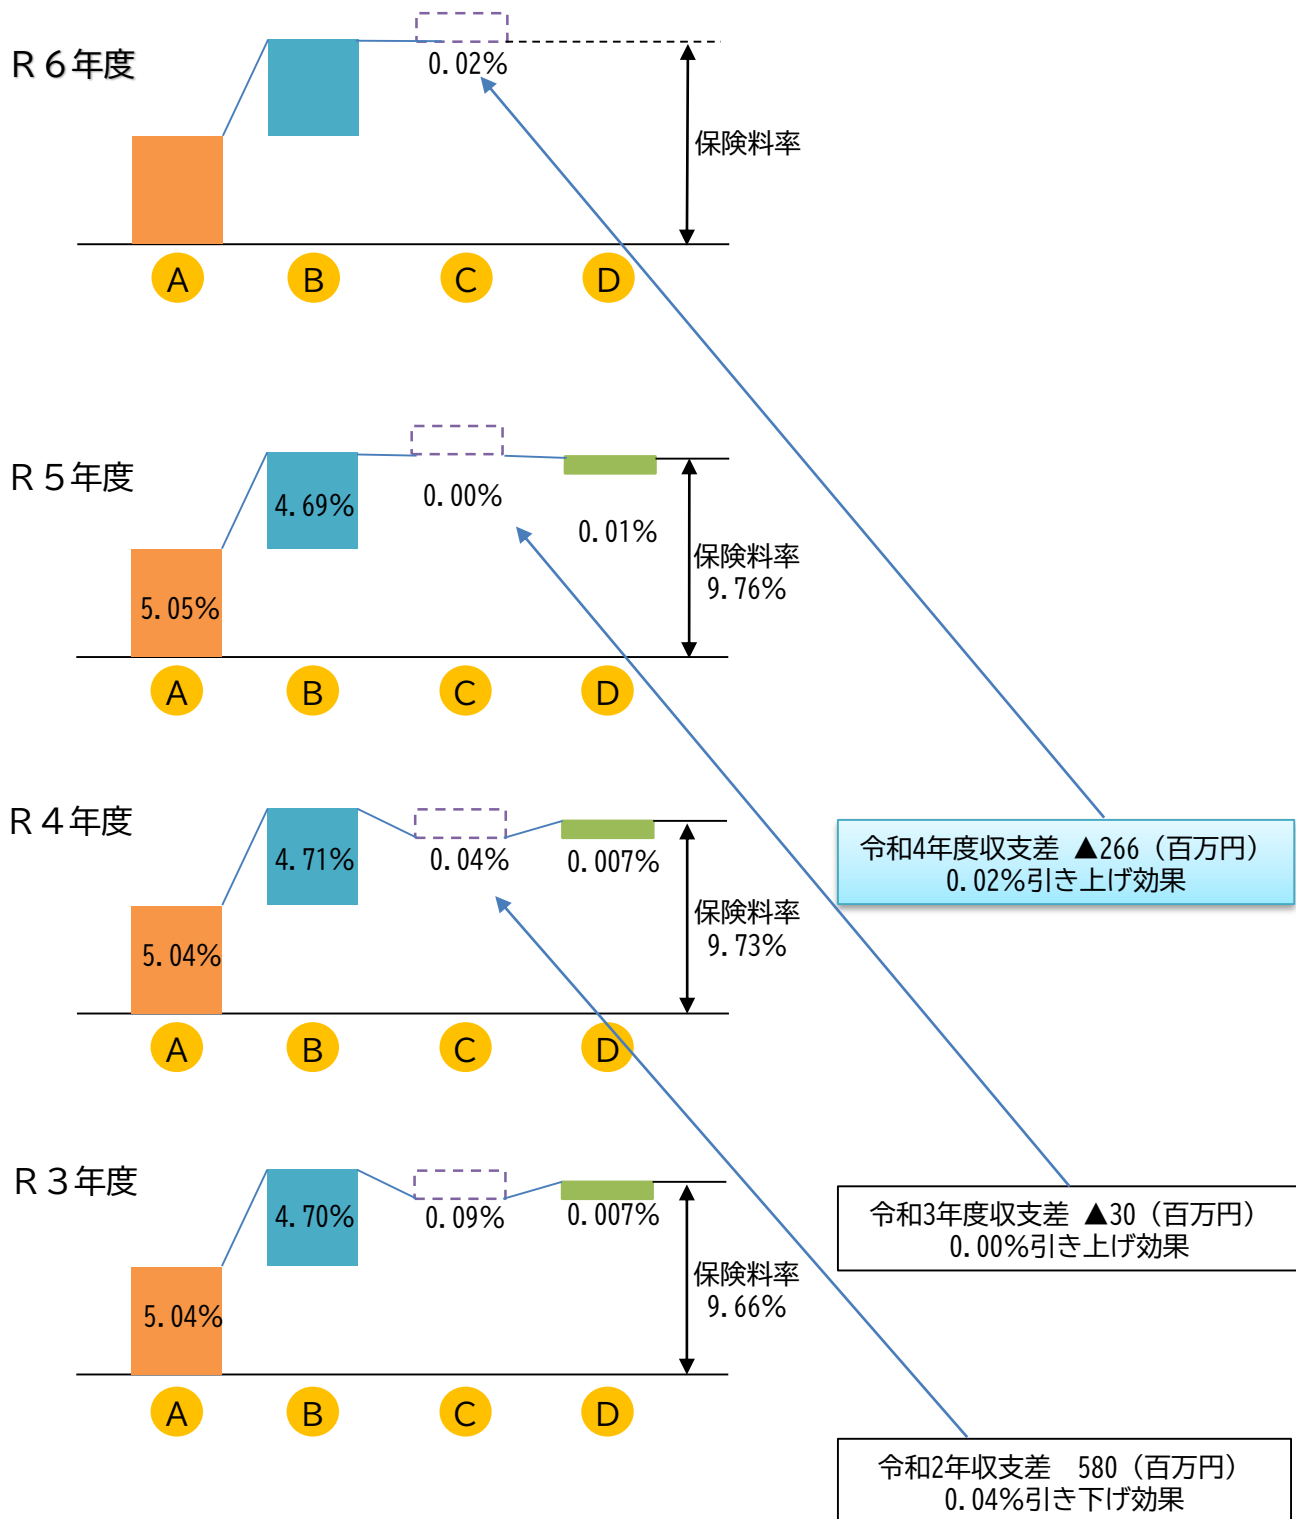 R６年度
0.02%
保険料率
A
B
C
D
R５年度
4.69%
0.00%
0.01%
保険料率
9.76%
5.05%
A
B
C
D
R４年度
4.71%
0.04%
0.007%
保険料率
9.73%
5.04%
A
B
C
D
令和4年度収支差 ▲266（百万円）
0.02%引き上げ効果
R３年度
4.70%
0.09%
0.007%
保険料率
9.66%
5.04%
A
B
C
D
令和3年度収支差 ▲30（百万円）
0.00%引き上げ効果
令和2年収支差　580（百万円）
0.04%引き下げ効果